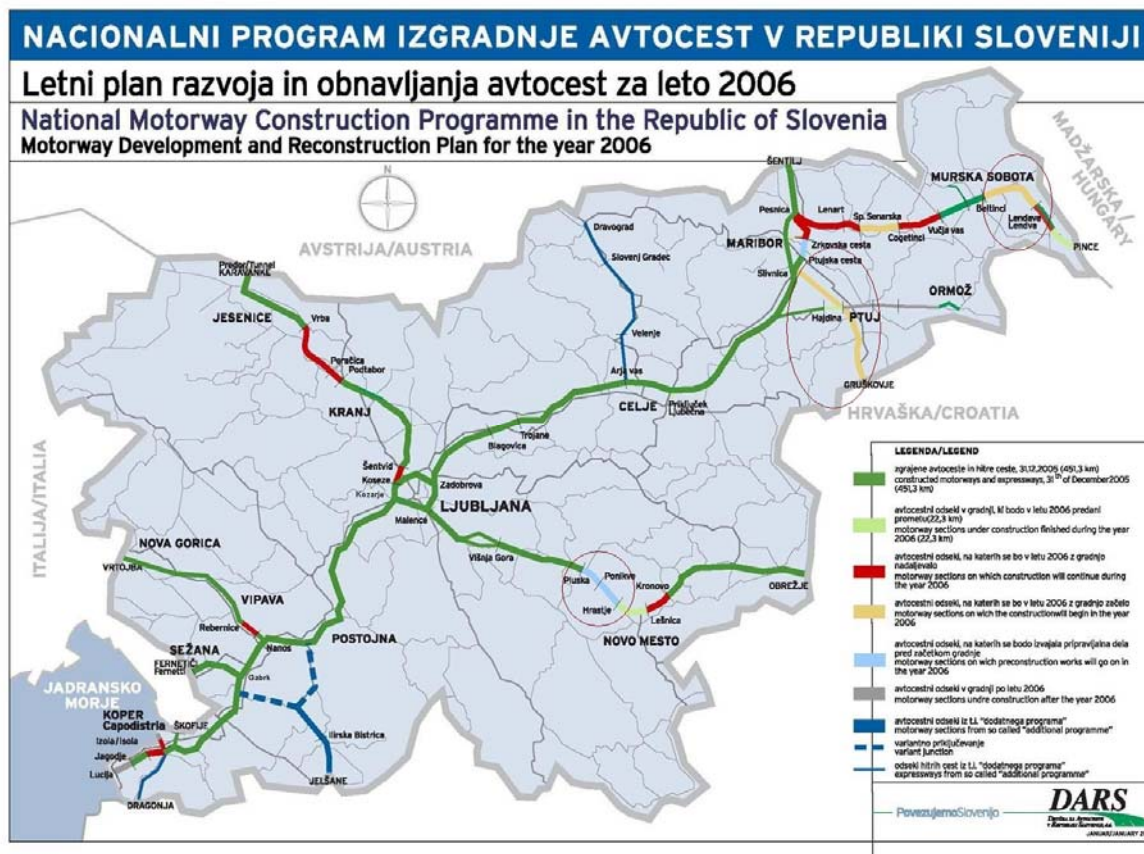 NACIONALNI PROGRAM IZGRADNJE AVTOCEST V REPUBLIKI SLOVENIJI
Letni plan razvoja in obnavljanja avtocest za leto 2006
National Motorway Construction Programme in the Republic of Slovenia
Motorway Development and Reconstruction Plan for the year 2006
N
AVSTRIJA/AUSTRIA
MADŽARSKA / HUNGARY
HRVAŠKA/CROATIA
ITALIJA/ITALIA
JADRANSKO
MORJE
ŠENTILJ
Pesnica
Lenart
Sp. Senarska
Cogetinci
Vučja vas
MURSKA SOBOTA
Beltinci
Lendava
Lendva
PINCE
MARIBOR
Zrkovska cesta
Ptujska cesta
Slivnica
Hajdina
PTUJ
ORMOŽ
GRUŠKOVJE
Dravograd
Slovenj Gradec
Velenje
Arja vas
CELJE
Priključek
Ljubečna
Trojane
Blagovica
Predor/Tunnel
KARAVANKE
JESENICE
Vrba
Peračica
Podtabor
KRANJ
Šentvid
Koseze
Kozarje
Zadobrova
LJUBLJANA
Malence
Višnja Gora
Pluska
Ponikve
Hrastje
Kronovo
Lešnica
NOVO MESTO
OBREŽJE
NOVA GORICA
VRTOJBA
VIPAVA
Rebernice
SEŽANA
FERNETIČI
Fernetti
Nanos
POSTOJNA
Gabrk
KOPER
Capodistria
ŠKOFIJE
Izola/Isola
Jagodje
Lucija
DRAGONJA
Ilirska Bistrica
JELŠANE
LEGENDA/LEGEND
zgrajene avtoceste in hitre ceste, 31.12.2005 (451,3 km)
constructed motorways and expressways, 31th of December2005
(451,3 km)
avtocestni odseki v gradnji, ki bodo v letu 2006 predani
prometu(22,3 km)
motorway sections under construction finished during the year
2006 (22,3 km)
avtocestni odseki, na katerih se bo v letu 2006 z gradnjo
nadaljevalo
motorway sections on which construction will continue during
the year 2006
avtocestni odseki, na katerih se bo v letu 2006 z gradnjo začelo
motorway sections on wich the constructionwill begin in the year
2006
avtocestni odseki, na katerih se bodo izvajala pripravljalna dela
pred začetkom gradnje
motorway sections on wich preconstruction works will go on in
the year 2006
avtocestni odseki v gradnji po letu 2006
motorway sections undre construction after the year 2006
avtocestni odseki iz t.i. "dodatnega programa"
motorway sections from so called "additional programme"
variantno priključevanje
variant junction
odseki hitrih cest iz t.i. "dodatnega programa"
expressways from so called "additional programme"
PovezujemoSlovenijo
DARS
Družba za avtoceste
v Republiki Sloveniji, d.d.
JANUAR/JANUARY